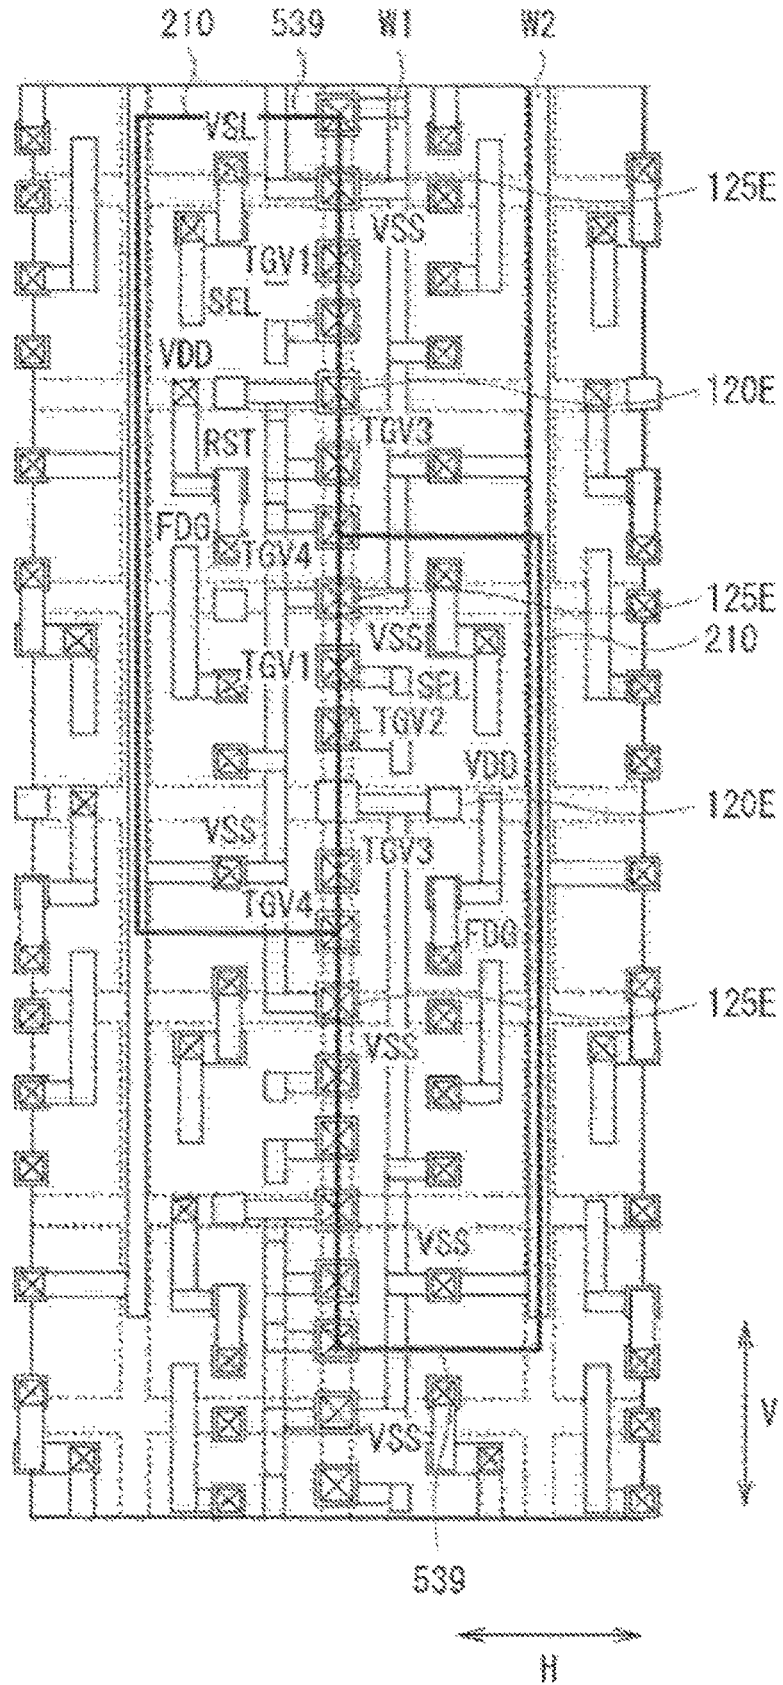 210 539 W1 W2
VSL
125E
VSS
TGV1
SEL
VDD
120E
TGV3
RST
FDG
TGV4
125E
VSS
210
TGV1
SEL
TGV2
VDD
120E
VSS
TGV3
TGV4
FDG
125E
VSS
VSS
V
VSS
539
H